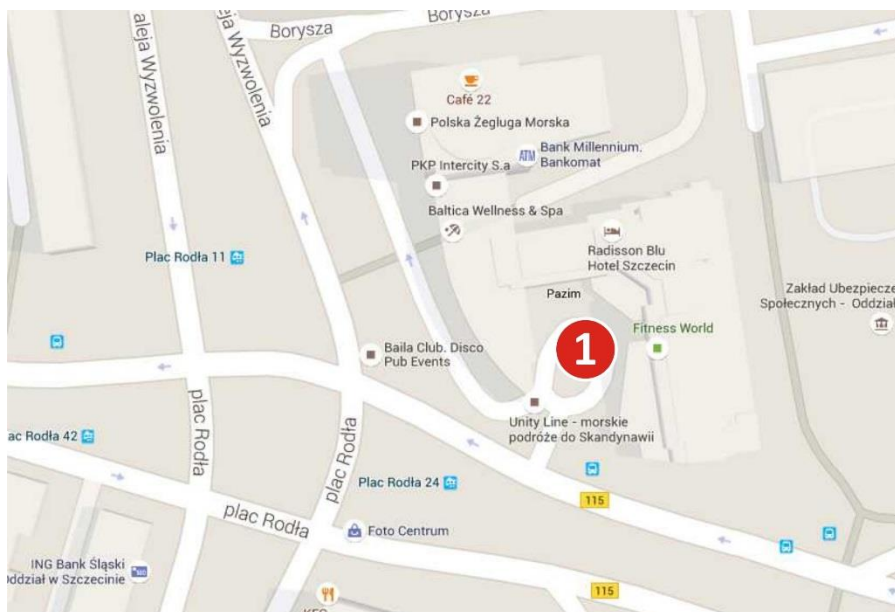 Borysza
Borysza
aleja Wyzwolenia
aleja Wyzwolenia
Café 22
Polska Żegluga Morska
Bank Millennium.
Bankomat
ATM
PKP Intercity S.a
Baltica Wellness & Spa
Radisson Blu
Hotel Szczecin
Plac Rodła 11
Pazim
Zakład Ubezpiecze
Społecznych - Oddział
Fitness World
1
Baila Club. Disco
Pub Events
Unity Line - morskie
podróże do Skandynawii
plac Rodła
plac Rodła
ac Rodła 42
Plac Rodła 24
115
plac Rodła
Foto Centrum
ING Bank Śląski
Oddział w Szczecinie
115
KFC